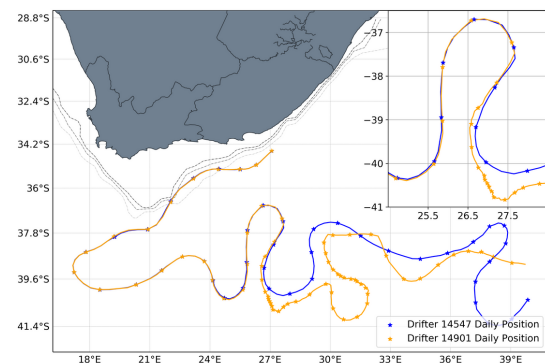 28.8°S
30.6°S
32.4°S
34.2°S
36°S
37.8°S
39.6°S
41.4°S
18°E
21°E
24°E
27°E
30°E
33°E
36°E
39°E
−37
−38
−39
−40
−41
25.5
26.5
27.5
Drifter 14547 Daily Position
Drifter 14901 Daily Position